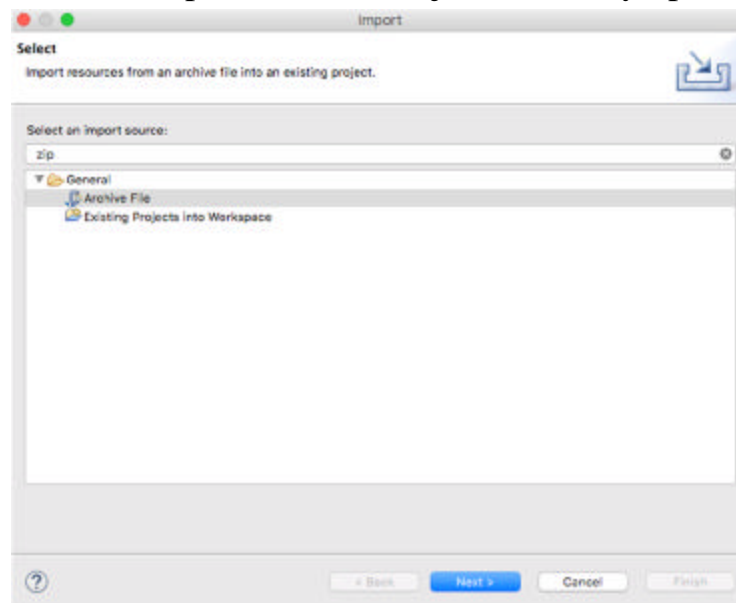 Import
Select
Import resources from an archive file into an existing project.
Select an import source:
zip
General
Archive File
Existing Projects into Workspace
? < Back Next > Cancel Finish